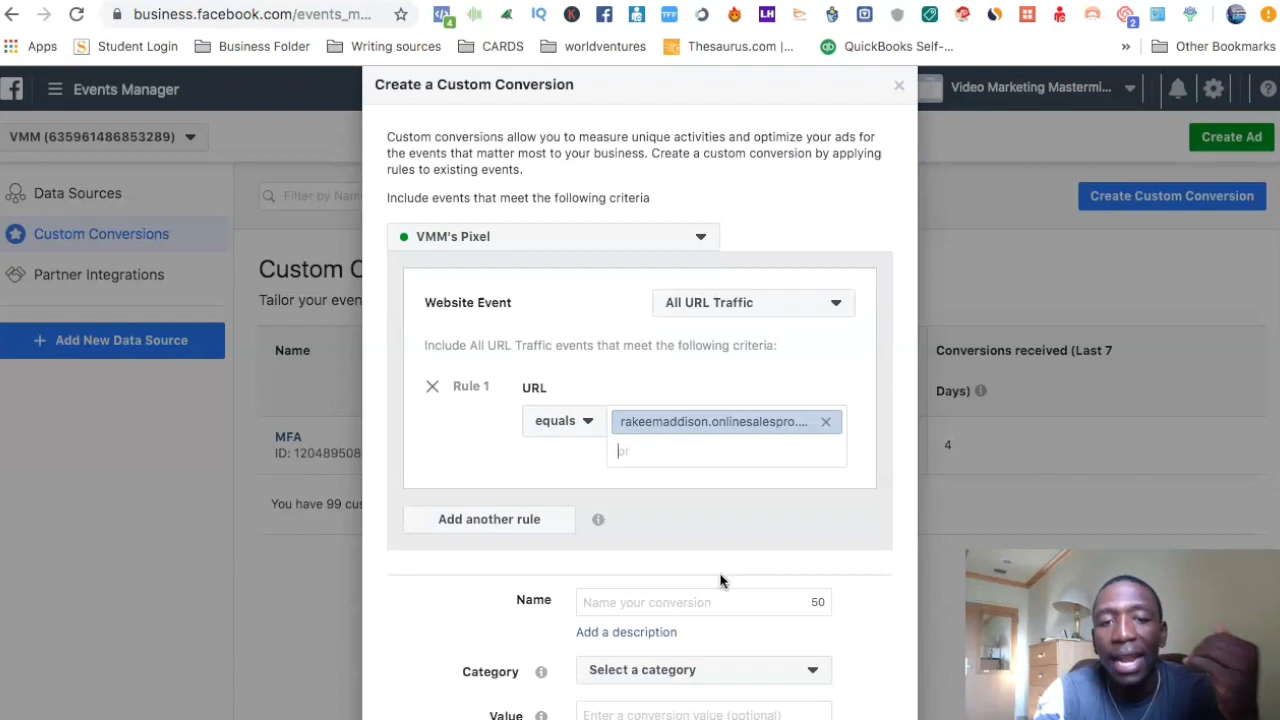 business.facebook.com/events_m...
4
IQ
K
TFF
LH
2
Apps
Student Login
Business Folder
Writing sources
CARDS
worldventures
Thesaurus.com |...
QuickBooks Self-...
»
Other Bookmarks
Events Manager
Create a Custom Conversion
Video Marketing Mastermi...
VMM (635961486853289)
Create Ad
Custom conversions allow you to measure unique activities and optimize your ads for
the events that matter most to your business. Create a custom conversion by applying
rules to existing events.
Data Sources
Filter by Name
Create Custom Conversion
Include events that meet the following criteria
Custom Conversions
VMM's Pixel
Partner Integrations
Custom C
Tailor your even
Website Event
All URL Traffic
Add New Data Source
Include All URL Traffic events that meet the following criteria:
Name
Conversions received (Last 7
Days)
Rule 1
URL
equals
rakeemaddison.onlinesalespro....
or
MFA
ID: 120489508
4
You have 99 cus
Add another rule
Name
Name your conversion
50
Add a description
Category
Select a category
Value
Enter a conversion value (optional)